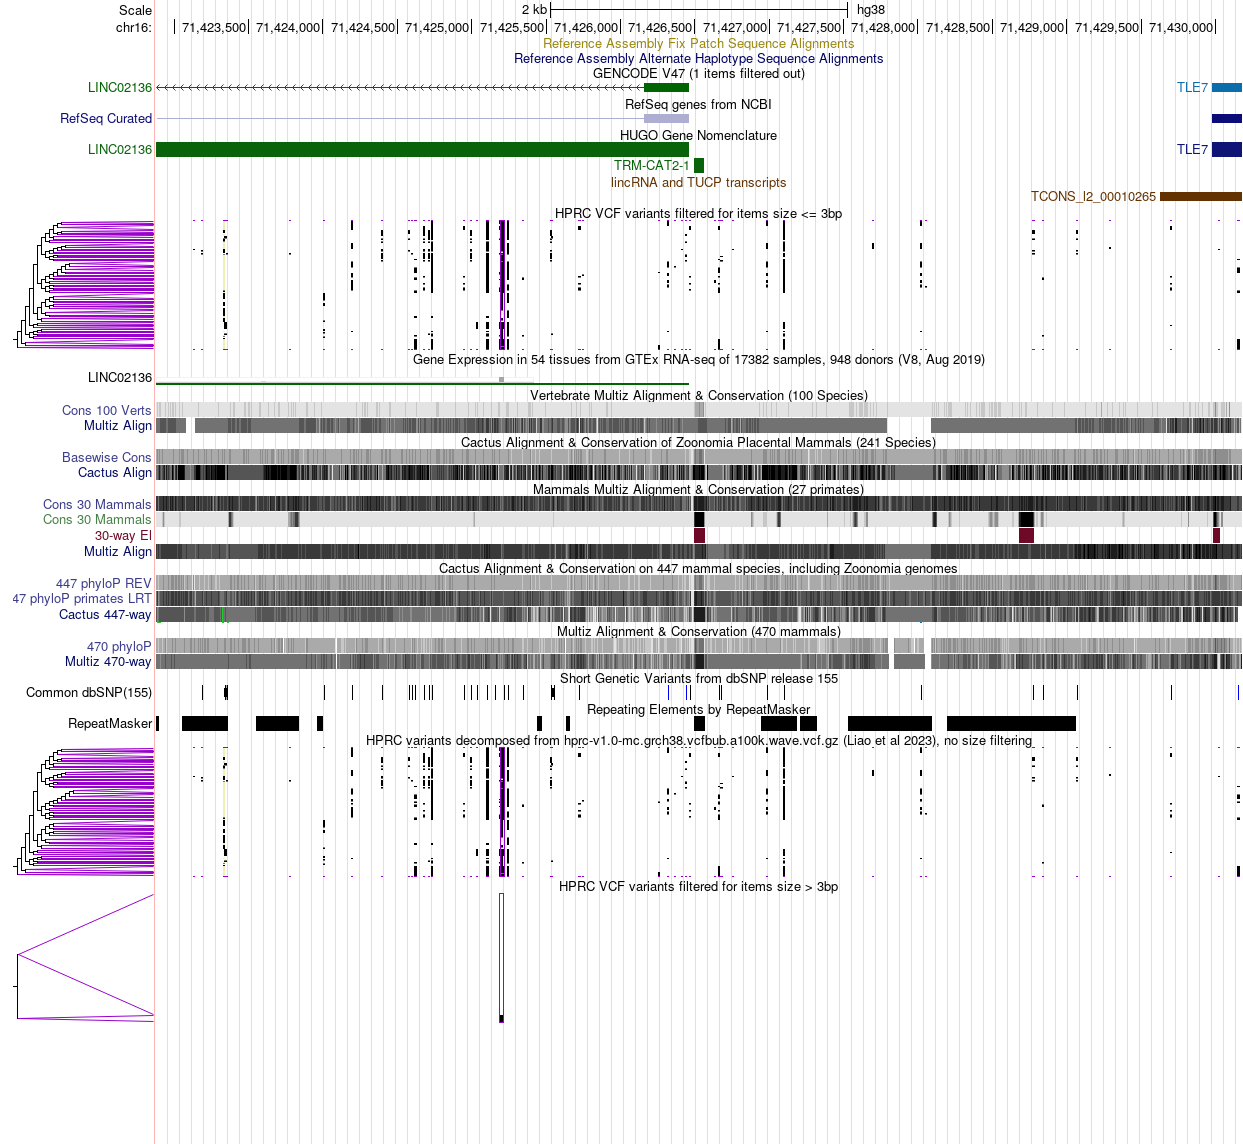 Scale 2 kb hg38
chr16: 71,423,500 71,424,000 71,424,500 71,425,000 71,425,500 71,426,000 71,426,500 71,427,000 71,427,500 71,428,000 71,428,500 71,429,000 71,429,500 71,430,000
Reference Assembly Fix Patch Sequence Alignments
Reference Assembly Alternate Haplotype Sequence Alignments
GENCODE V47 (1 items filtered out)
LINC02136 TLE7
RefSeq genes from NCBI
RefSeq Curated
HUGO Gene Nomenclature
LINC02136 TLE7
TRM-CAT2-1
lincRNA and TUCP transcripts
TCONS_l2_00010265
HPRC VCF variants filtered for items size <= 3bp
Gene Expression in 54 tissues from GTEx RNA-seq of 17382 samples, 948 donors (V8, Aug 2019)
LINC02136
Vertebrate Multiz Alignment & Conservation (100 Species)
Cons 100 Verts
Multiz Align
Cactus Alignment & Conservation of Zoonomia Placental Mammals (241 Species)
Basewise Cons
Cactus Align
Mammals Multiz Alignment & Conservation (27 primates)
Cons 30 Mammals
Cons 30 Mammals
30-way El
Multiz Align
Cactus Alignment & Conservation on 447 mammal species, including Zoonomia genomes
447 phyloP REV
47 phyloP primates LRT
Cactus 447-way
Multiz Alignment & Conservation (470 mammals)
470 phyloP
Multiz 470-way
Short Genetic Variants from dbSNP release 155
Common dbSNP(155)
Repeating Elements by RepeatMasker
RepeatMasker
HPRC variants decomposed from hprc-v1.0-mc.grch38.vcfbub.a100k.wave.vcf.gz (Liao et al 2023), no size filtering
HPRC VCF variants filtered for items size > 3bp